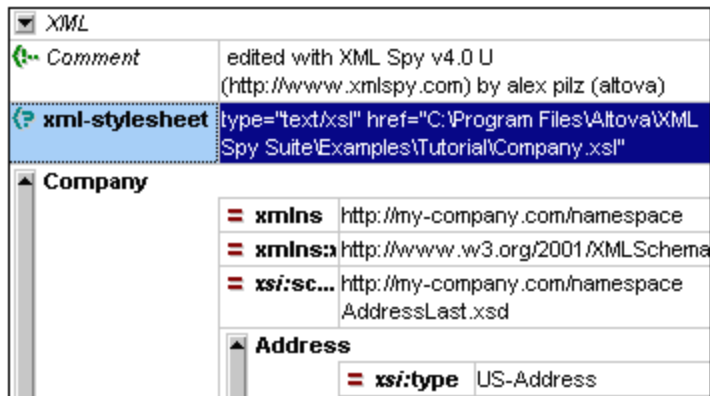 XML
Comment edited with XML Spy v4.0 U
(http://www.xmlspy.com) by alex pilz (altova)
xml-stylesheet type="text/xsl" href="C:\Program Files\Altova\XML
Spy Suite\Examples\Tutorial\Company.xsl"
Company
= xmlns http://my-company.com/namespace
= xmlns:x http://www.w3.org/2001/XMLSchema
= xsi:sc... http://my-company.com/namespace
AddressLast.xsd
Address
= xsi:type US-Address